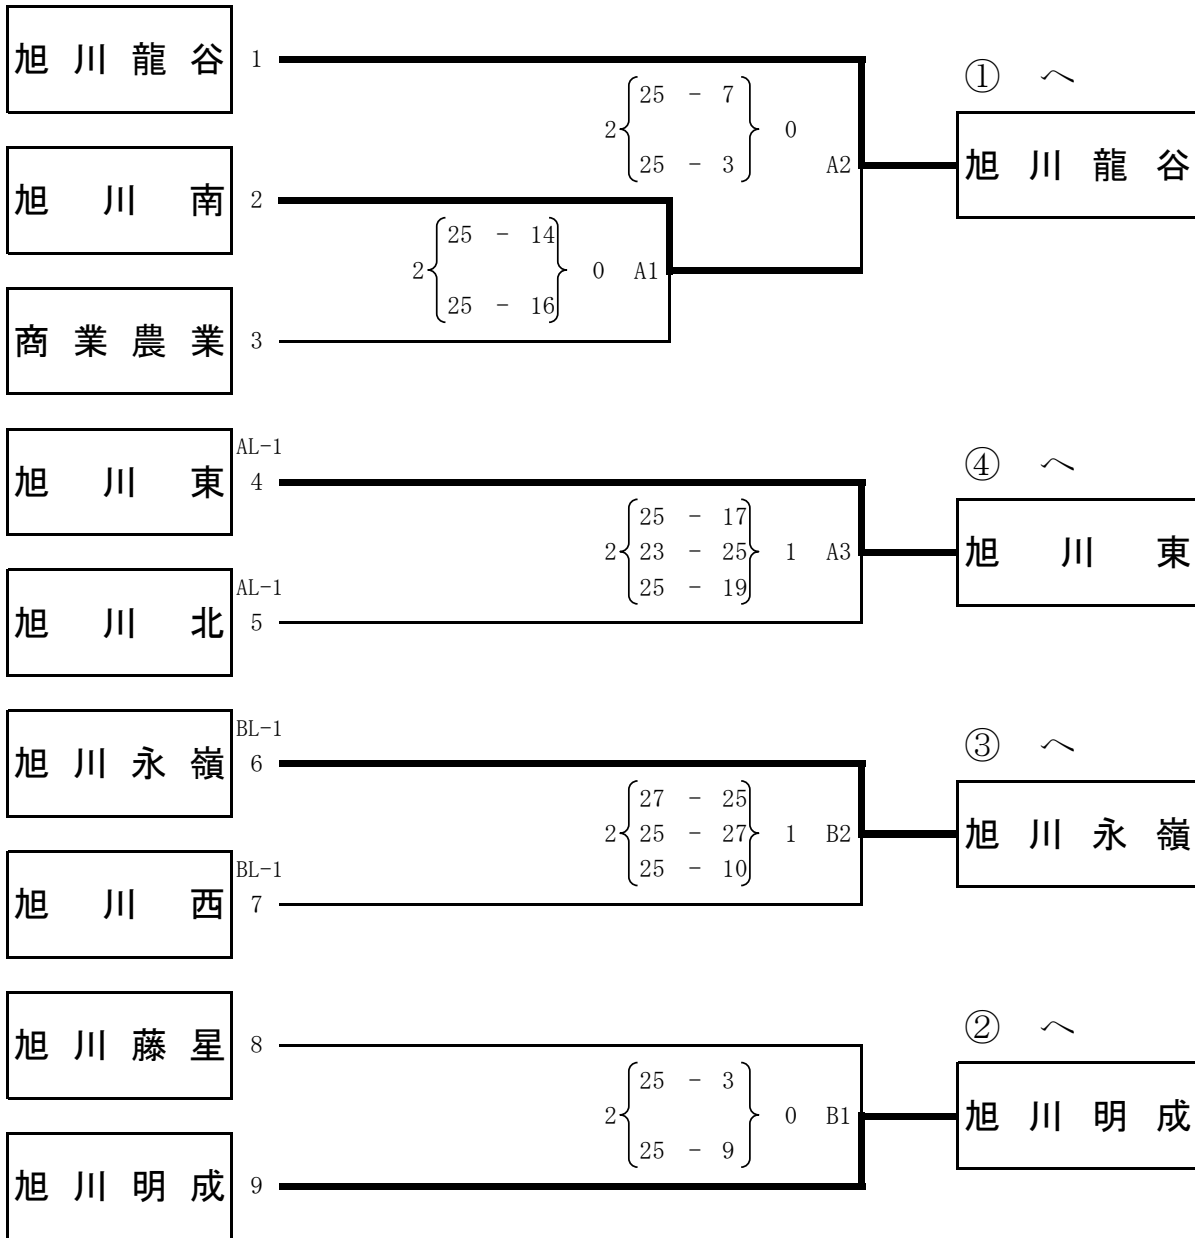 旭川龍谷 1
① へ
25 - 7
2 0
25 - 3
A2
旭川龍谷
旭川南 2
25 - 14
2 0 A1
25 - 16
商業農業 3
AL-1
旭川東 4
④ へ
25 - 17
2 23 - 25 1 A3
25 - 19
旭川東
AL-1
旭川北 5
BL-1
旭川永嶺 6
③ へ
27 - 25
2 25 - 27 1 B2
25 - 10
旭川永嶺
BL-1
旭川西 7
旭川藤星 8
② へ
25 - 3
2 0 B1
25 - 9
旭川明成
旭川明成 9